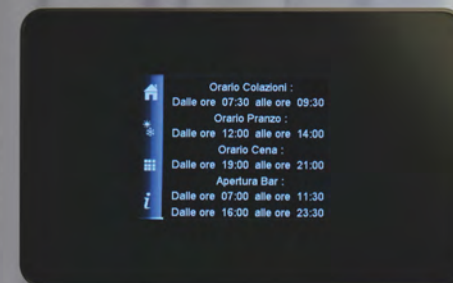 Orario Colazioni :
Dalle ore 07:30 alle ore 09:30
Orario Pranzo :
Dalle ore 12:00 alle ore 14:00
Orario Cena :
Dalle ore 19:00 alle ore 21:00
Apertura Bar :
Dalle ore 07:00 alle ore 11:30
Dalle ore 16:00 alle ore 23:30
i